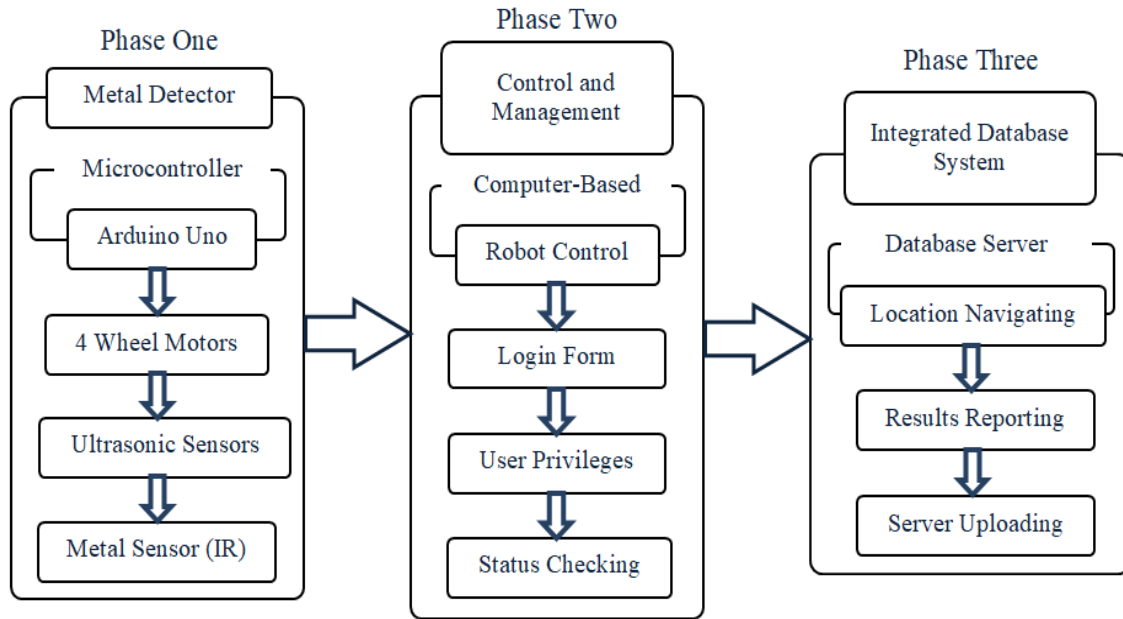 Phase One
Metal Detector
Microcontroller
Arduino Uno
4 Wheel Motors
Ultrasonic Sensors
Metal Sensor (IR)
Phase Two
Control and
Management
Computer-Based
Robot Control
Login Form
User Privileges
Status Checking
Phase Three
Integrated Database
System
Database Server
Location Navigating
Results Reporting
Server Uploading